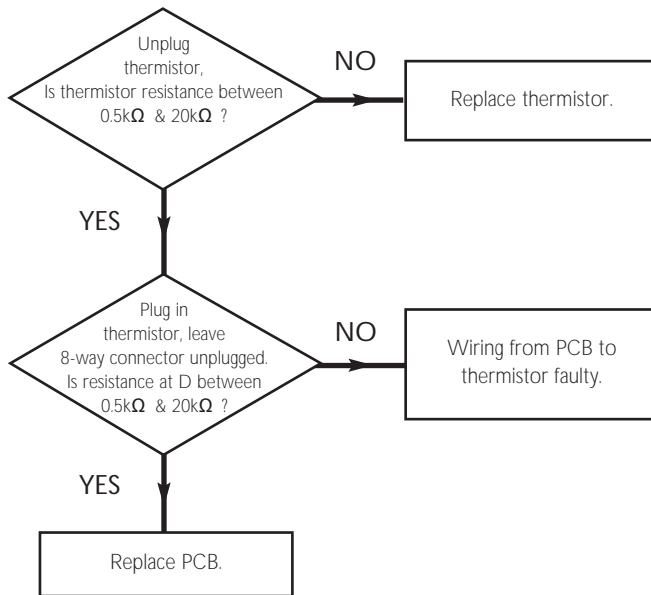 Unplug
thermistor,
Is thermistor resistance between
0.5kΩ & 20kΩ ?
NO
Replace thermistor.
YES
Plug in
thermistor, leave
8-way connector unplugged.
Is resistance at D between
0.5kΩ & 20kΩ ?
NO
Wiring from PCB to
thermistor faulty.
YES
Replace PCB.